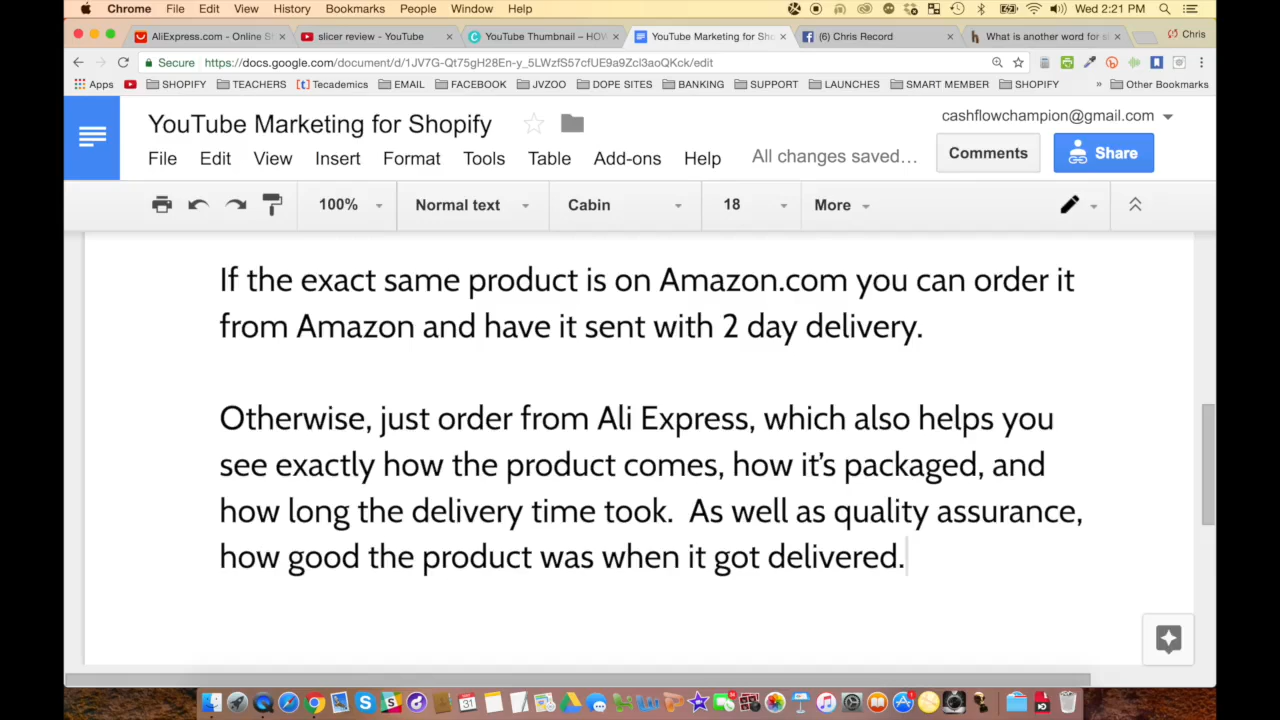 Chrome File Edit View History Bookmarks People Window Help Wed 2:21 PM
AliExpress.com - Online S slicer review - YouTube YouTube Thumbnail – HOW YouTube Marketing for Sho (6) Chris Record What is another word for s Chris
Secure https://docs.google.com/document/d/1JV7G-Qt75gH28En-y_5LWzfS57cfUE9a9Zcl3aoQKck/edit
Apps SHOPIFY TEACHERS Tecademics EMAIL FACEBOOK JVZOO DOPE SITES BANKING SUPPORT LAUNCHES SMART MEMBER SHOPIFY » Other Bookmarks
YouTube Marketing for Shopify cashflowchampion@gmail.com
File Edit View Insert Format Tools Table Add-ons Help All changes saved… Comments Share
100% Normal text Cabin 18 More
If the exact same product is on Amazon.com you can order it
from Amazon and have it sent with 2 day delivery.
Otherwise, just order from Ali Express, which also helps you
see exactly how the product comes, how it's packaged, and
how long the delivery time took. As well as quality assurance,
how good the product was when it got delivered.